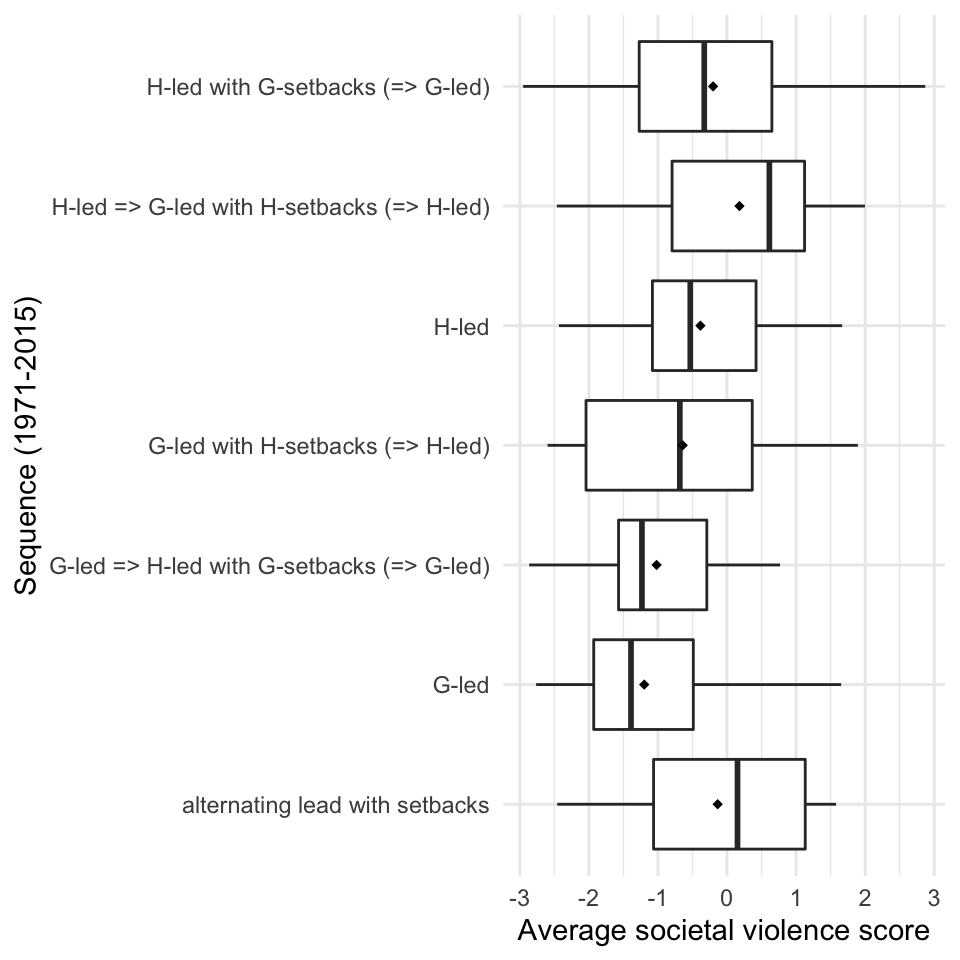 H-led with G-setbacks (=> G-led)
H-led => G-led with H-setbacks (=> H-led)
H-led
G-led with H-setbacks (=> H-led)
G-led => H-led with G-setbacks (=> G-led)
G-led
alternating lead with setbacks
Sequence (1971-2015)
-3 -2 -1 0 1 2 3
Average societal violence score